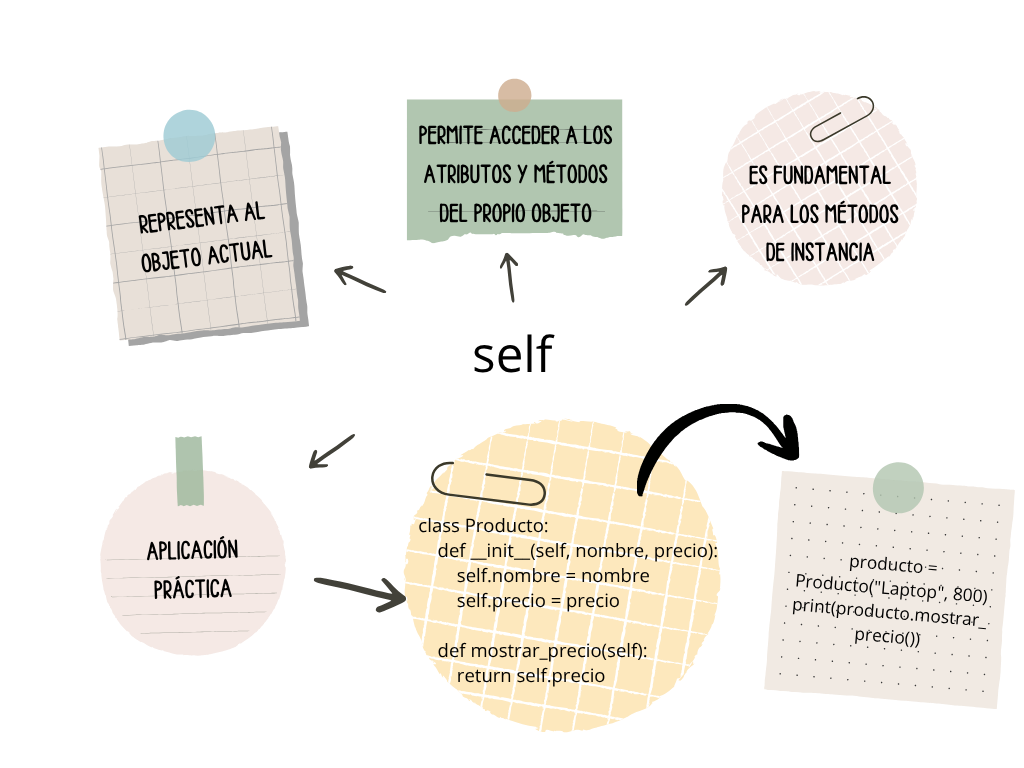 REPRESENTA AL
OBJETO ACTUAL
PERMITE ACCEDER A LOS
ATRIBUTOS Y MÉTODOS
DEL PROPIO OBJETO
ES FUNDAMENTAL
PARA LOS MÉTODOS
DE INSTANCIA
self
APLICACIÓN
PRÁCTICA
class Producto:
    def __init__(self, nombre, precio):
        self.nombre = nombre
        self.precio = precio

    def mostrar_precio(self):
        return self.precio
producto =
Producto("Laptop", 800)
print(producto.mostrar_
precio())